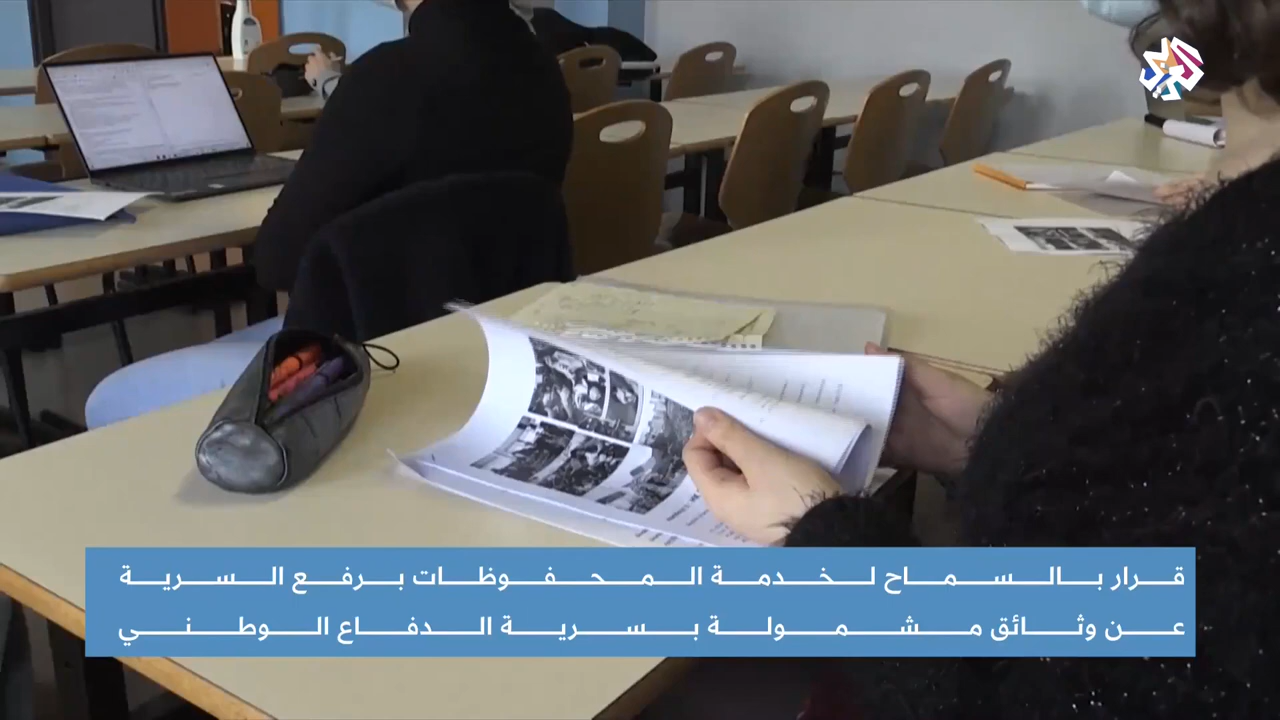 قرار بالسماح لخدمة المحفوظات برفع السرية
عن وثائق مشمولة بسرية الدفاع الوطني